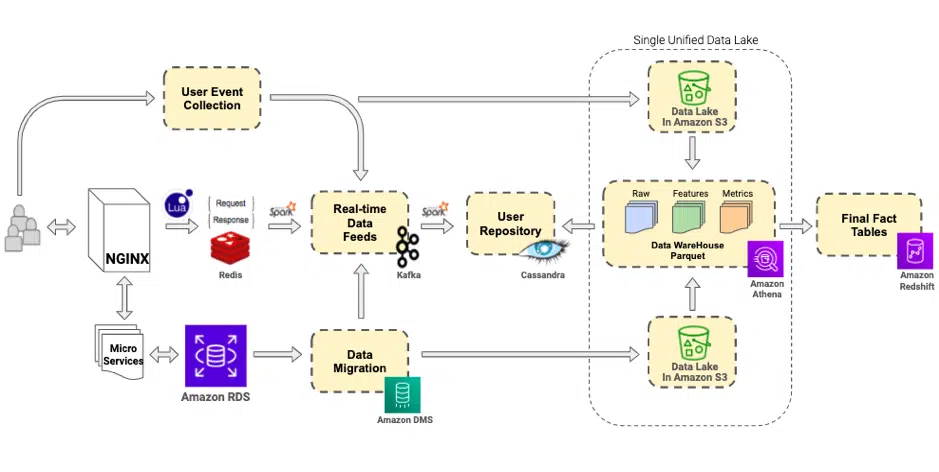 Single Unified Data Lake
User Event
Collection
Data Lake
In Amazon S3
Lua
Request
Response
Redis
Spark
Real-time
Data
Feeds
Kafka
Spark
User
Repository
Cassandra
Raw
Features
Metrics
Data WareHouse
Parquet
Amazon
Athena
Final Fact
Tables
Amazon
Redshift
NGINX
Micro
Services
Amazon RDS
Data
Migration
Amazon DMS
Data Lake
In Amazon S3